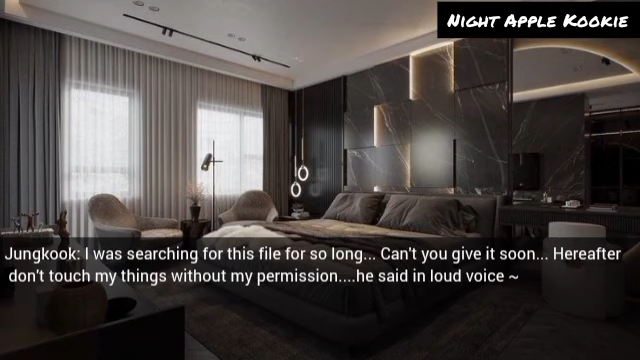 Night Apple Kookie
Jungkook: I was searching for this file for so long... Can't you give it soon... Hereafter
don't touch my things without my permission....he said in loud voice ~